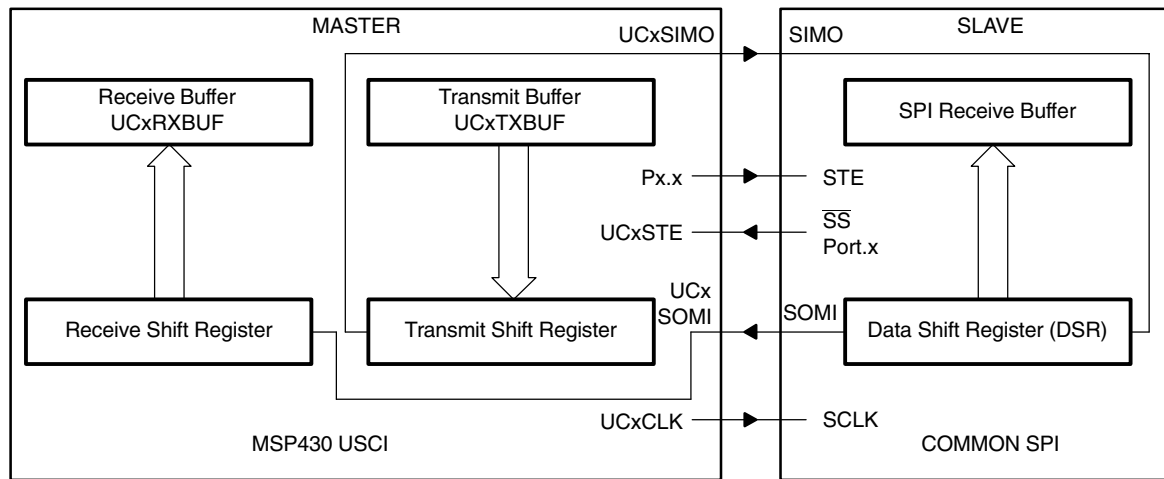 MASTER
UCxSIMO
SIMO
SLAVE
Receive Buffer
UCxRXBUF
Transmit Buffer
UCxTXBUF
SPI Receive Buffer
Px.x
STE
UCxSTE
SS
Port.x
UCx
SOMI
SOMI
Receive Shift Register
Transmit Shift Register
Data Shift Register (DSR)
UCxCLK
SCLK
MSP430 USCI
COMMON SPI